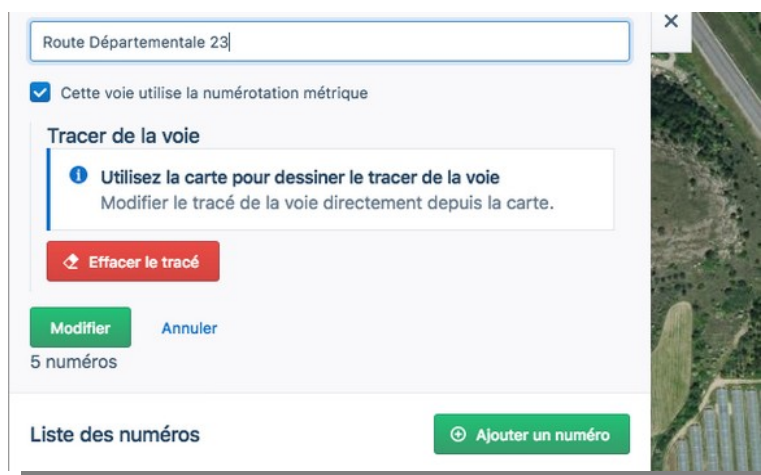 Route Départementale 23
Cette voie utilise la numérotation métrique
Tracer de la voie
Utilisez la carte pour dessiner le tracer de la voie
Modifier le tracé de la voie directement depuis la carte.
Effacer le tracé
Modifier Annuler
5 numéros
Liste des numéros Ajouter un numéro